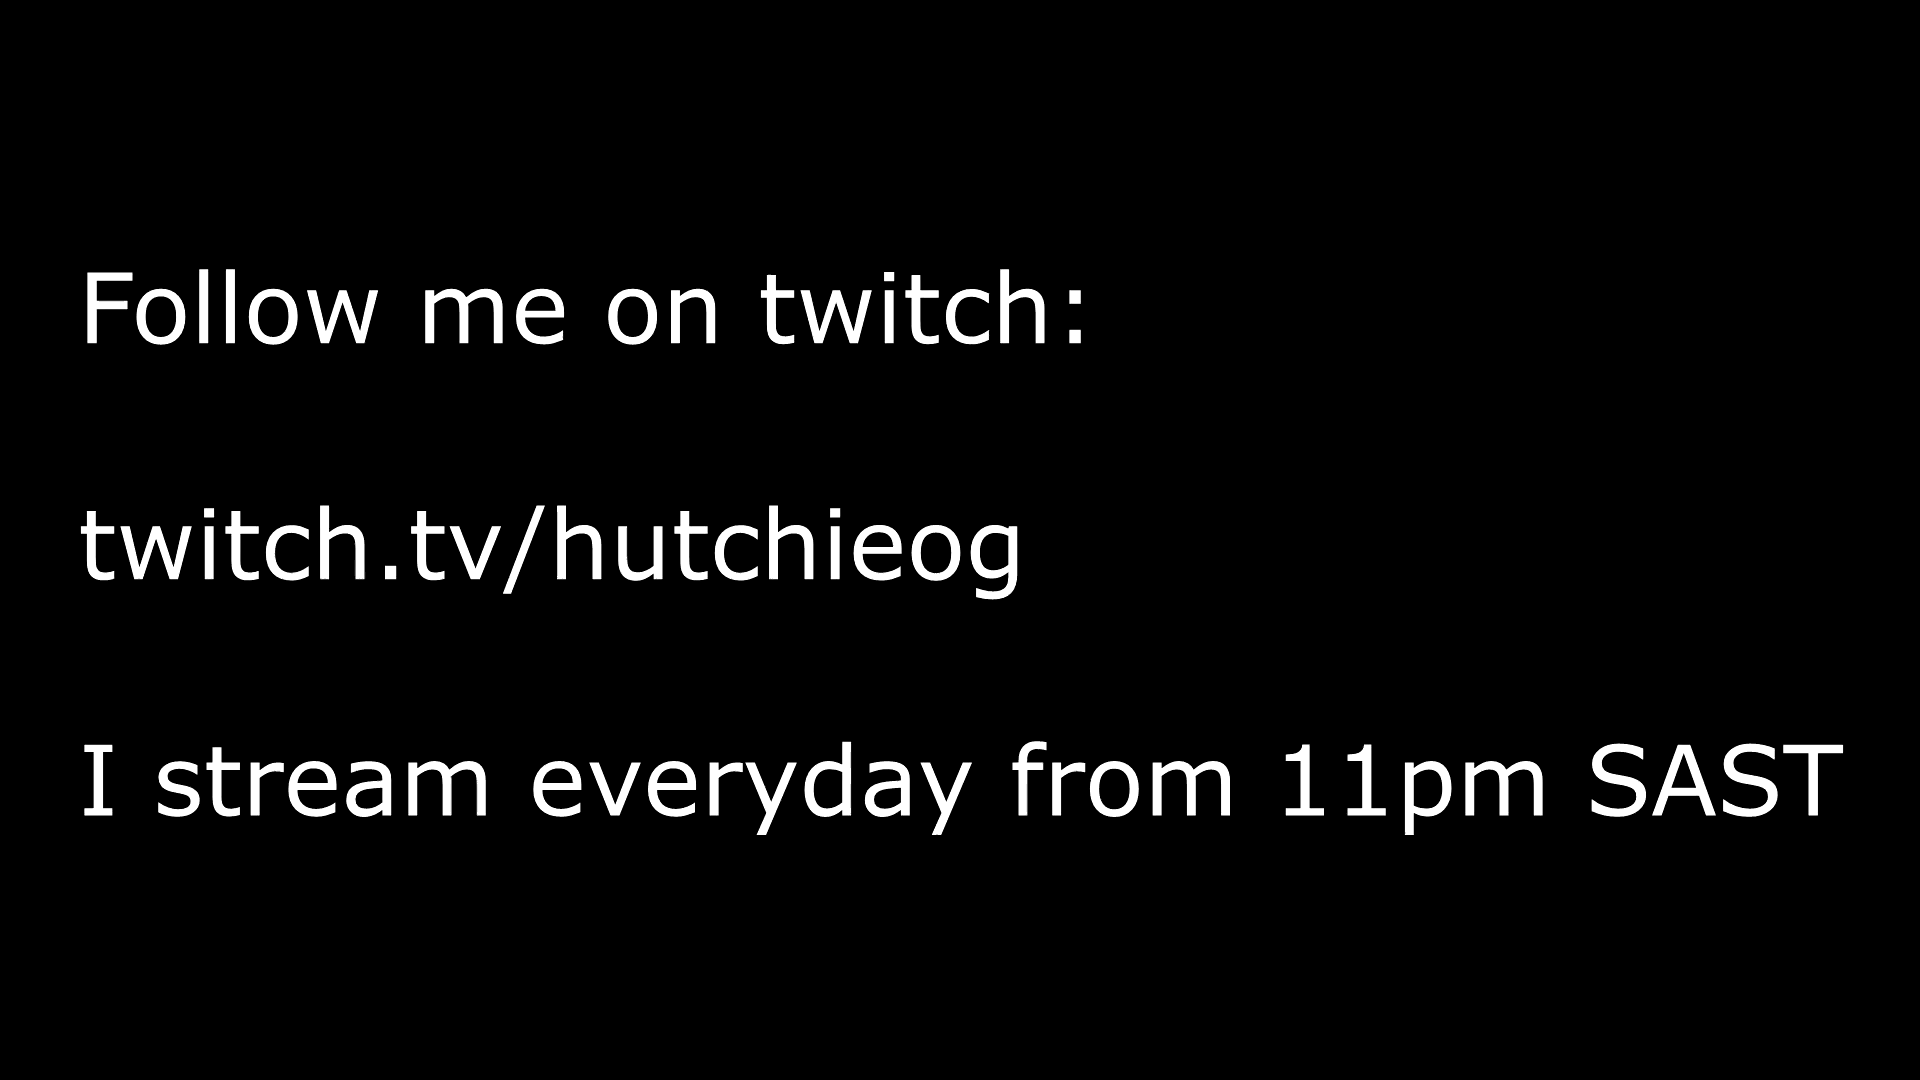 Follow me on twitch:
twitch.tv/hutchieog
I stream everyday from 11pm SAST